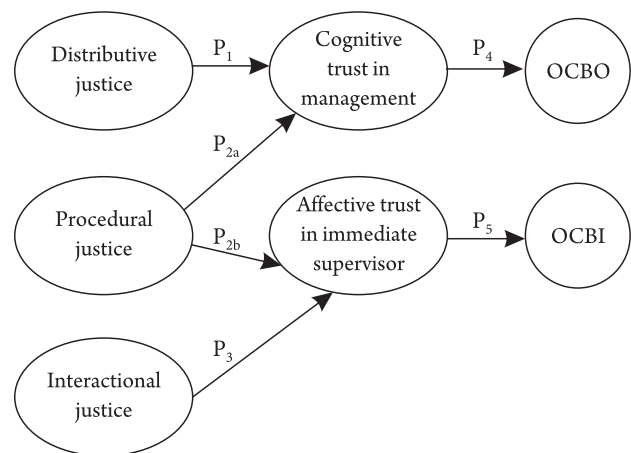 Distributive
justice
P1
Cognitive
trust in
management
P4
OCBO
P2a
Procedural
justice
P2b
Affective trust
in immediate
supervisor
P5
OCBI
P3
Interactional
justice